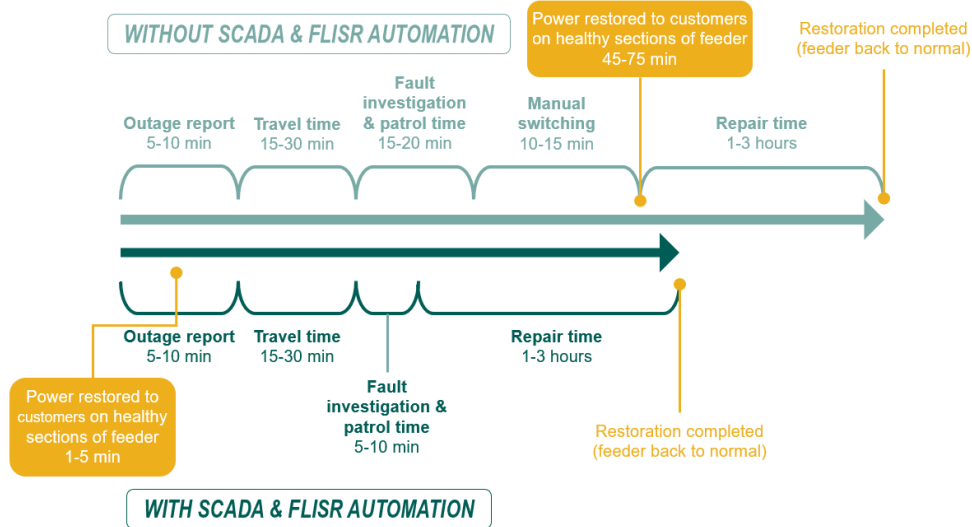 WITHOUT SCADA & FLISR AUTOMATION
Power restored to customers
on healthy sections of feeder
45-75 min
Restoration completed
(feeder back to normal)
Outage report
5-10 min
Travel time
15-30 min
Fault
investigation
& patrol time
15-20 min
Manual
switching
10-15 min
Repair time
1-3 hours
Outage report
5-10 min
Travel time
15-30 min
Fault
investigation &
patrol time
5-10 min
Repair time
1-3 hours
Power restored to
customers on healthy
sections of feeder
1-5 min
Restoration completed
(feeder back to normal)
WITH SCADA & FLISR AUTOMATION